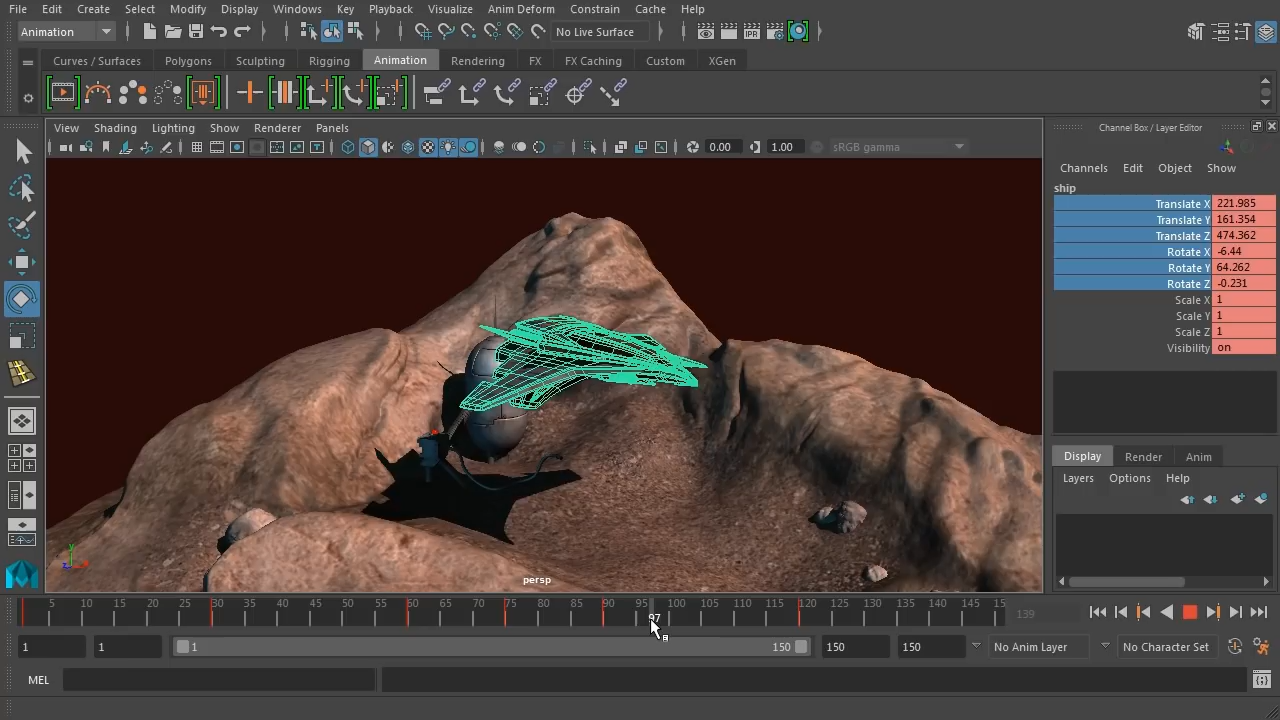 File Edit Create Select Modify Display Windows Key Playback Visualize Anim Deform Constrain Cache Help
Animation No Live Surface
Curves / Surfaces Polygons Sculpting Rigging Animation Rendering FX FX Caching Custom XGen
IPR
View Shading Lighting Show Renderer Panels
0.00 1.00 sRGB gamma
Channel Box / Layer Editor
Channels Edit Object Show
ship
Translate X 221.985
Translate Y 161.354
Translate Z 474.362
Rotate X -6.44
Rotate Y 64.262
Rotate Z -0.231
Scale X 1
Scale Y 1
Scale Z 1
Visibility on
Display Render Anim
Layers Options Help
y
z
persp
5 10 15 20 25 30 35 40 45 50 55 60 65 70 75 80 85 90 95 100 105 110 115 120 125 130 135 140 145 15
97
139
1 1 1 150 150 150 No Anim Layer No Character Set
MEL